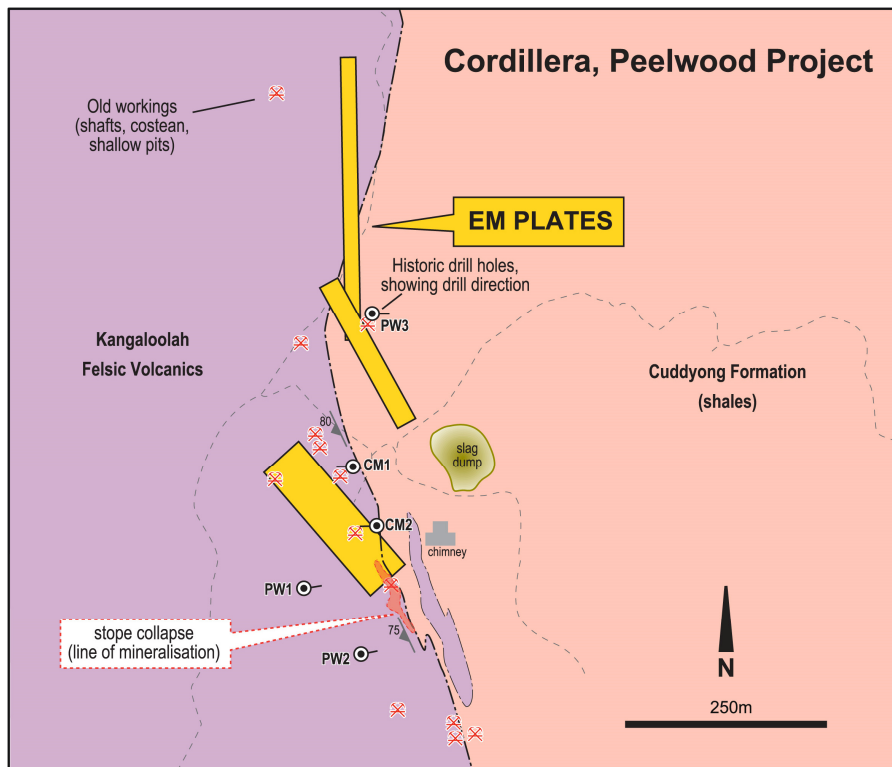 Cordillera, Peelwood Project
Old workings
(shafts, costean,
shallow pits)
EM PLATES
Historic drill holes,
showing drill direction
PW3
Kangaloolah
Felsic Volcanics
Cuddyong Formation
(shales)
80
slag
dump
CM1
CM2
chimney
PW1
stope collapse
(line of mineralisation)
75
PW2
N
250m